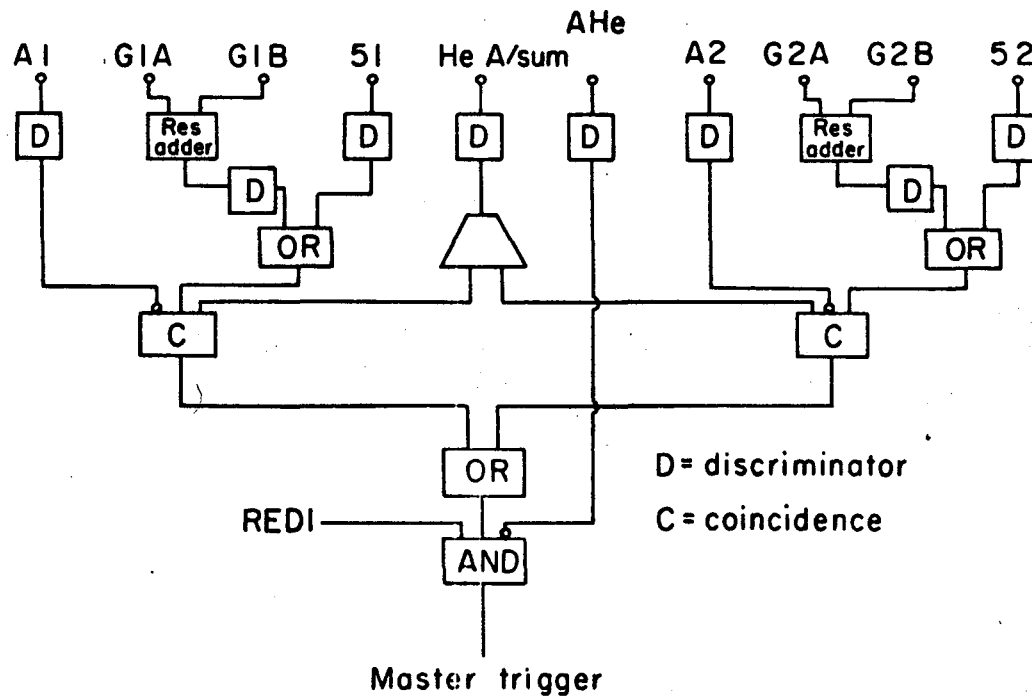 AHe
A1 G1A G1B 51 He A/sum A2 G2A G2B 52
D Res adder D D D D Res adder D
D D
OR OR
C C
OR
D = discriminator
REDI
C = coincidence
AND
Master trigger